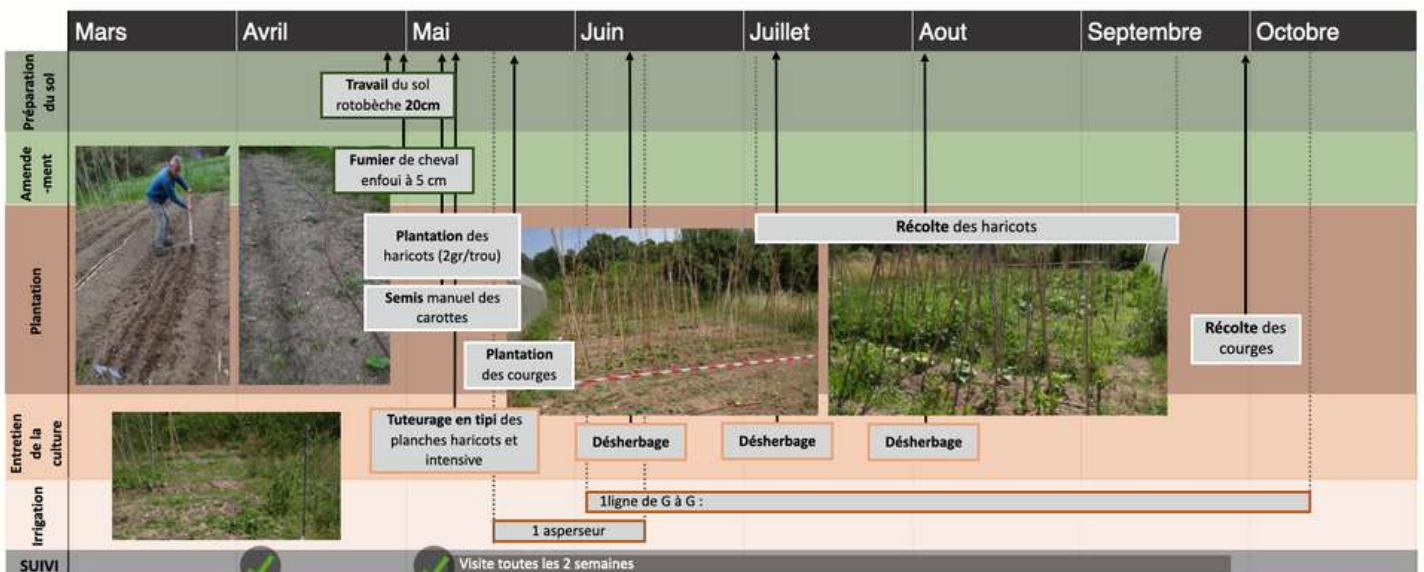 Mars Avril Mai Juin Juillet Aout Septembre Octobre
Préparation
du sol
Travail du sol
rotobèche 20cm
Amende
-ment
Fumier de cheval
enfoui à 5 cm
Plantation
Plantation des
haricots (2gr/trou)
Semis manuel des
carottes
Plantation
des courges
Récolte des haricots
Récolte des
courges
Entretien
de la
culture
Tuteurage en tipi des
planches haricots et
intensive
Désherbage
Désherbage
Désherbage
Irrigation
1ligne de G à G :
1 asperseur
SUIVI
Visite toutes les 2 semaines